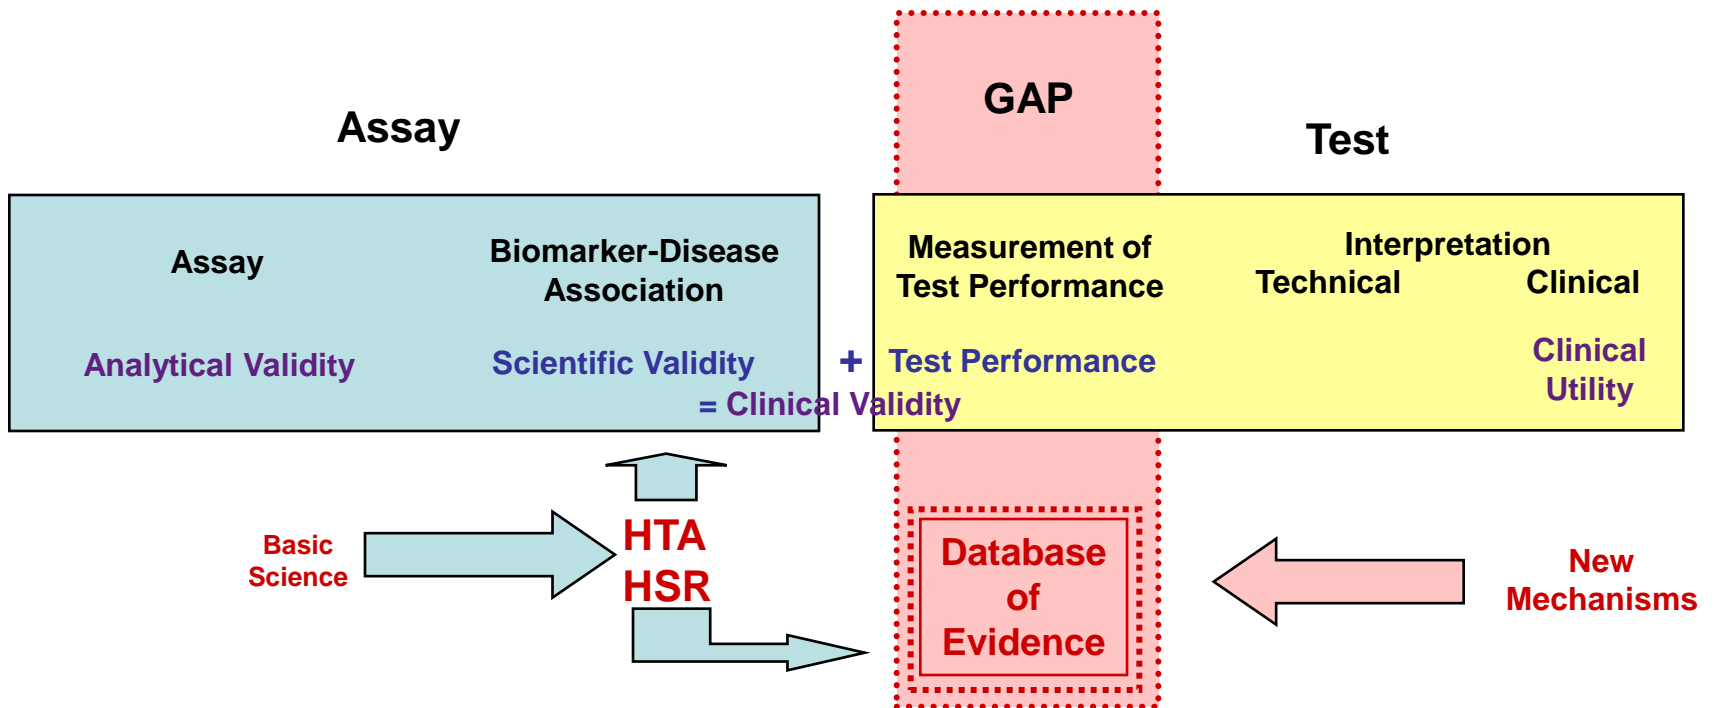 GAP
Assay
Test
Assay
Biomarker-Disease
Association
Measurement of
Test Performance
Interpretation
Technical
Clinical
Analytical Validity
Scientific Validity
+
Test Performance
= Clinical Validity
Clinical
Utility
Basic
Science
HTA
HSR
Database
of
Evidence
New
Mechanisms